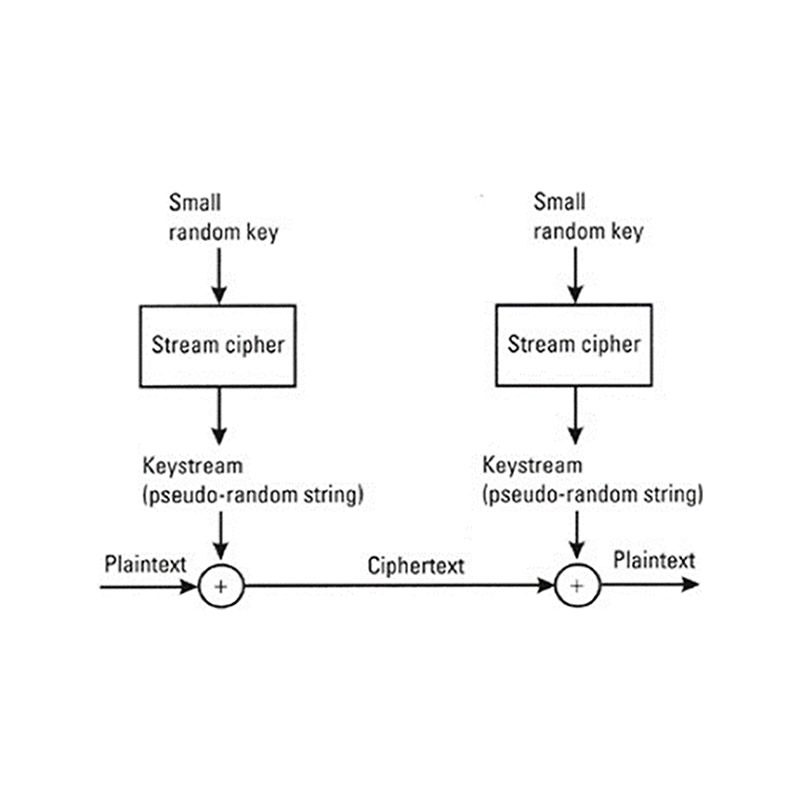 Small
random key
Small
random key
Stream cipher
Stream cipher
Keystream
(pseudo-random string)
Keystream
(pseudo-random string)
Plaintext
+
Ciphertext
+
Plaintext